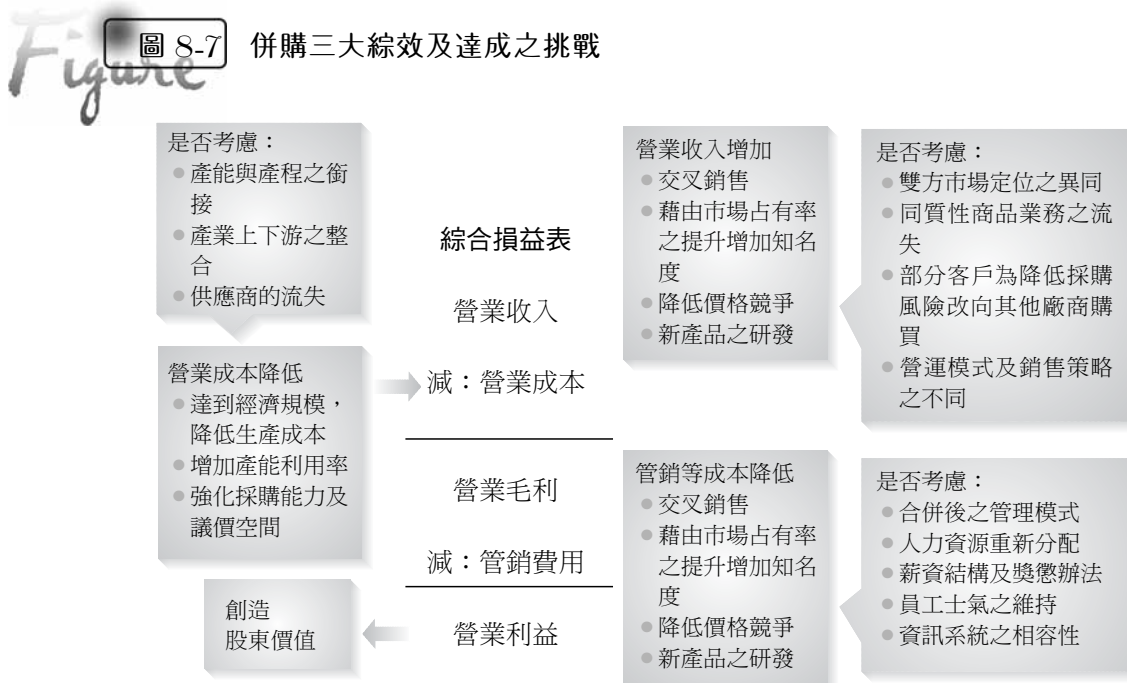 Figure
圖 8-7 併購三大綜效及達成之挑戰
是否考慮：
產能與產程之銜
接
產業上下游之整
合
供應商的流失
營業成本降低
達到經濟規模，
降低生產成本
增加產能利用率
強化採購能力及
議價空間
創造
股東價值
綜合損益表
營業收入
減：營業成本
營業毛利
減：管銷費用
營業利益
營業收入增加
交叉銷售
藉由市場占有率
之提升增加知名
度
降低價格競爭
新產品之研發
是否考慮：
雙方市場定位之異同
同質性商品業務之流
失
部分客戶為降低採購
風險改向其他廠商購
買
營運模式及銷售策略
之不同
管銷等成本降低
交叉銷售
藉由市場占有率
之提升增加知名
度
降低價格競爭
新產品之研發
是否考慮：
合併後之管理模式
人力資源重新分配
薪資結構及獎懲辦法
員工士氣之維持
資訊系統之相容性